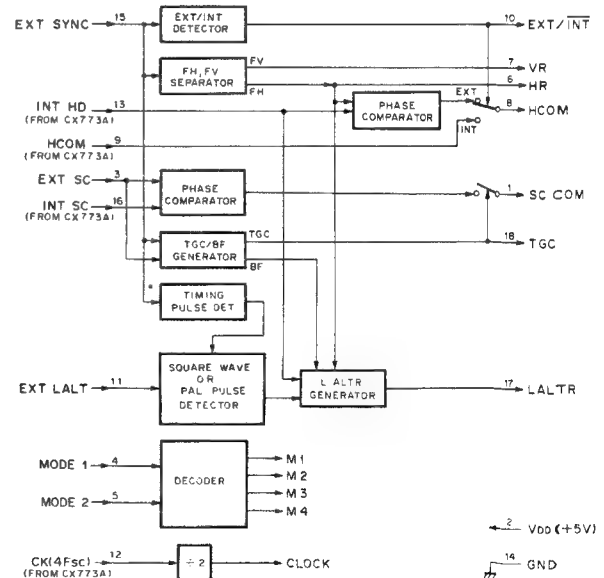 EXT SYNC 15
EXT/INT
DETECTOR
10 EXT/INT
FH, FV
SEPARATOR
FV
FH
7 VR
6 HR
INT HD 13
(FROM CX773A)
PHASE
COMPARATOR
EXT
INT
8 HCOM
HCOM 9
(FROM CX773A)
EXT SC 3
INT SC 16
(FROM CX773A)
PHASE
COMPARATOR
1 SC COM
TGC/BF
GENERATOR
TGC
BF
18 TGC
TIMING
PULSE DET
EXT LALT 11
SQUARE WAVE
OR
PAL PULSE
DETECTOR
L ALTR
GENERATOR
17 LALTR
MODE 1 4
MODE 2 5
DECODER
M1
M2
M3
M4
2 VDD (+5V)
CK(4Fsc) 12
(FROM CX773A)
÷2
CLOCK
14 GND